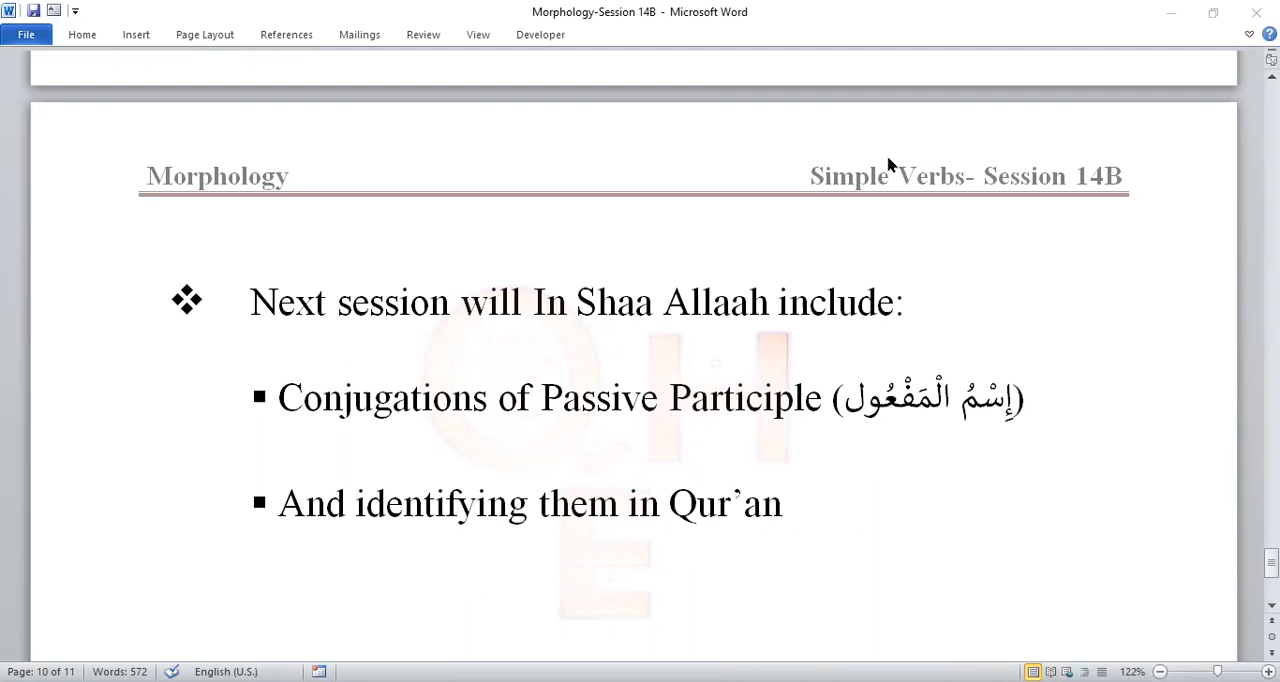 Morphology-Session 14B - Microsoft Word
File Home Insert Page Layout References Mailings Review View Developer
Morphology Simple Verbs- Session 14B
❖ Next session will In Shaa Allaah include:
▪ Conjugations of Passive Participle (إِسْمُ الْمَفْعُول)
▪ And identifying them in Qur’an
Q H
E
Page: 10 of 11 Words: 572 English (U.S.) 122%